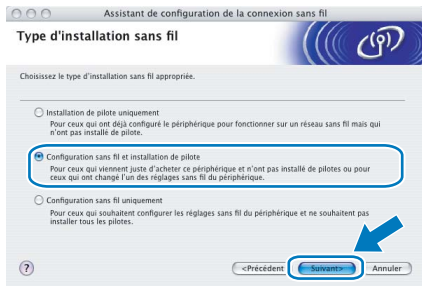 Assistant de configuration de la connexion sans fil
Type d'installation sans fil
Choisissez le type d'installation sans fil appropriée.
Installation de pilote uniquement
Pour ceux qui ont déjà configuré le périphérique pour fonctionner sur un réseau sans fil mais qui
n'ont pas installé de pilote.
Configuration sans fil et installation de pilote
Pour ceux qui viennent juste d'acheter ce périphérique et n'ont pas installé de pilotes ou pour
ceux qui ont changé l'un des réglages sans fil du périphérique.
Configuration sans fil uniquement
Pour ceux qui souhaitent configurer les réglages sans fil du périphérique et ne souhaitent pas
installer tous les pilotes.
?
<Précédent
Suivant>
Annuler